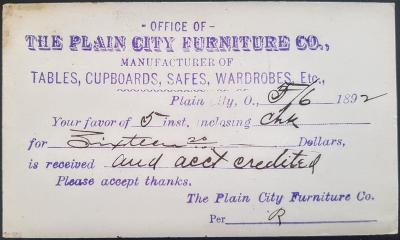 - OFFICE OF -
THE PLAIN CITY FURNITURE CO.,
MANUFACTURER OF
TABLES, CUPBOARDS, SAFES, WARDROBES, Etc.,
Plain City, O., 5/6 1892
Your favor of 5 inst, inclosing chk
for Sixteen 20 Dollars,
is received and acct credited
Please accept thanks.
The Plain City Furniture Co.
Per R